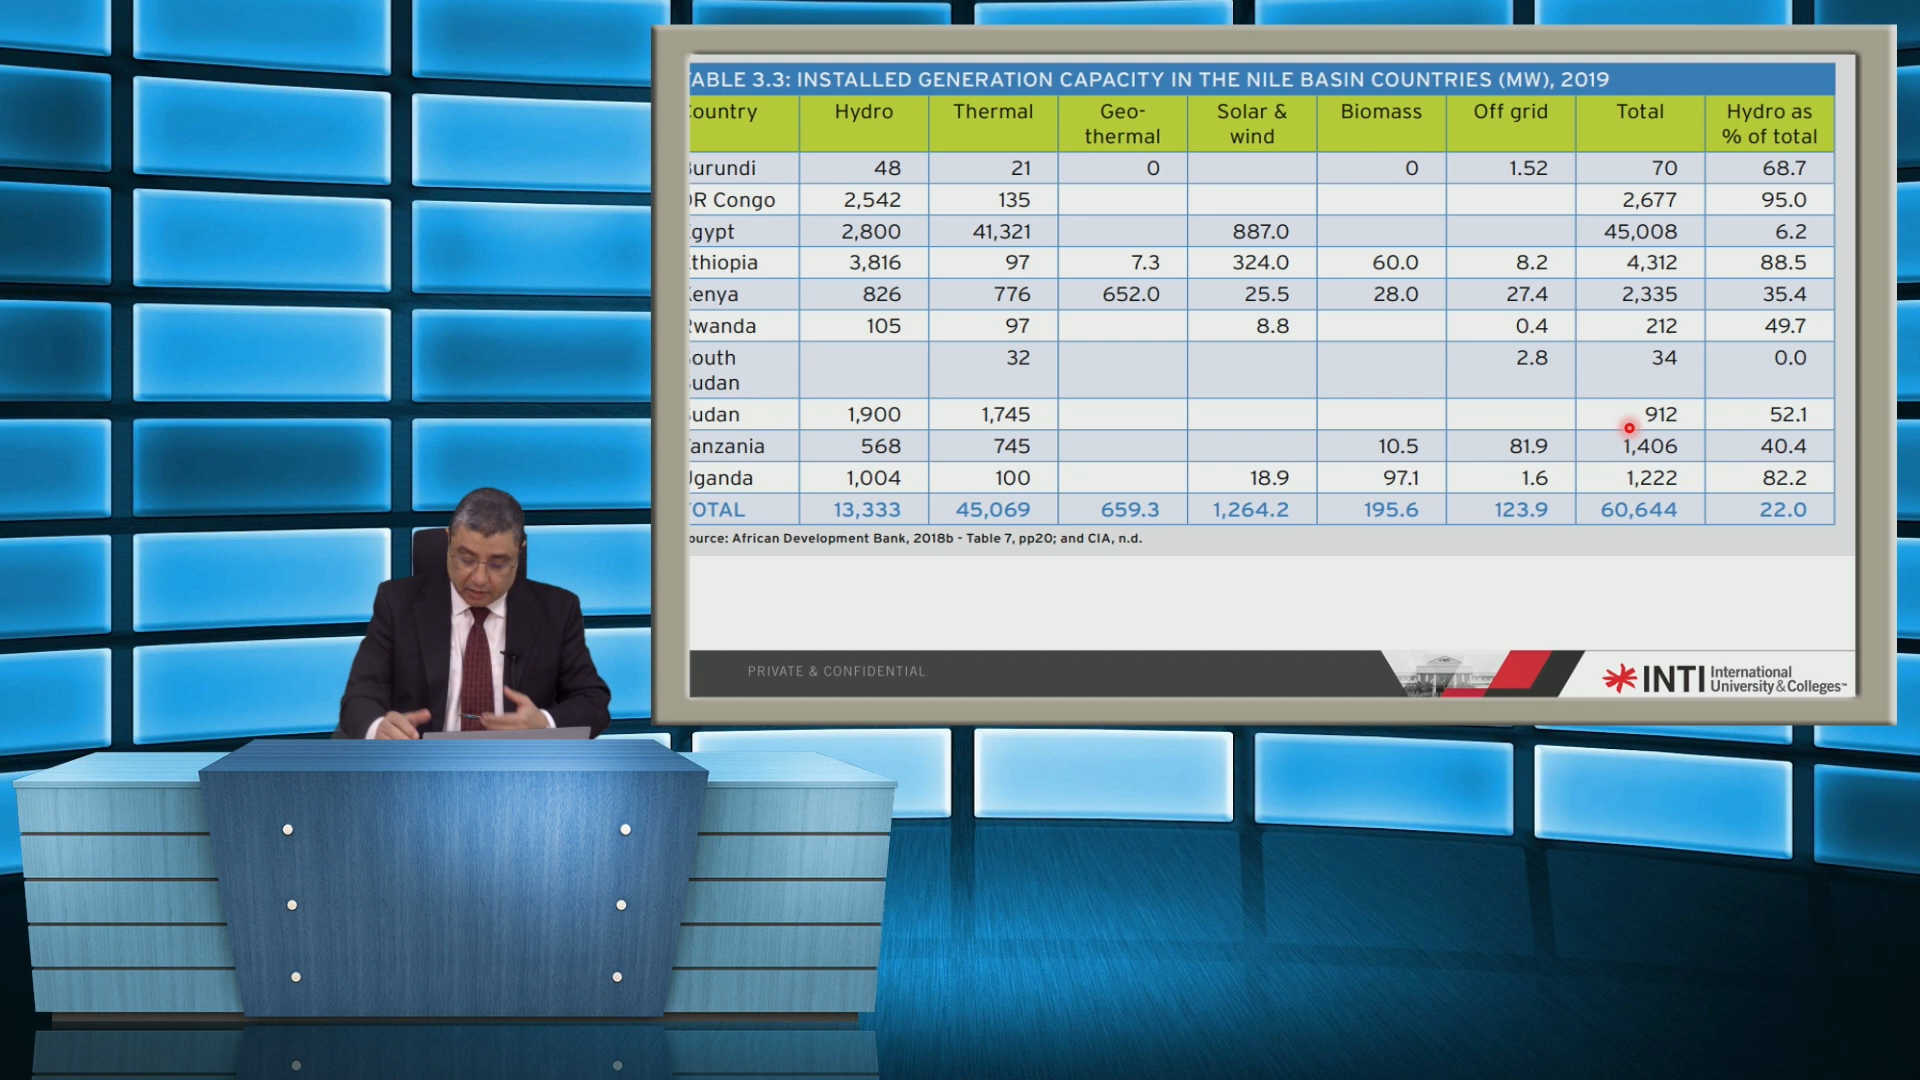 ABLE 3.3: INSTALLED GENERATION CAPACITY IN THE NILE BASIN COUNTRIES (MW), 2019
ountry Hydro Thermal Geo-thermal Solar & wind Biomass Off grid Total Hydro as % of total
urundi 48 21 0 0 1.52 70 68.7
R Congo 2,542 135 2,677 95.0
gypt 2,800 41,321 887.0 45,008 6.2
thiopia 3,816 97 7.3 324.0 60.0 8.2 4,312 88.5
enya 826 776 652.0 25.5 28.0 27.4 2,335 35.4
wanda 105 97 8.8 0.4 212 49.7
outh udan 32 2.8 34 0.0
udan 1,900 1,745 912 52.1
anzania 568 745 10.5 81.9 1,406 40.4
ganda 1,004 100 18.9 97.1 1.6 1,222 82.2
OTAL 13,333 45,069 659.3 1,264.2 195.6 123.9 60,644 22.0
ource: African Development Bank, 2018b - Table 7, pp20; and CIA, n.d.
PRIVATE & CONFIDENTIAL
INTI International University & Colleges